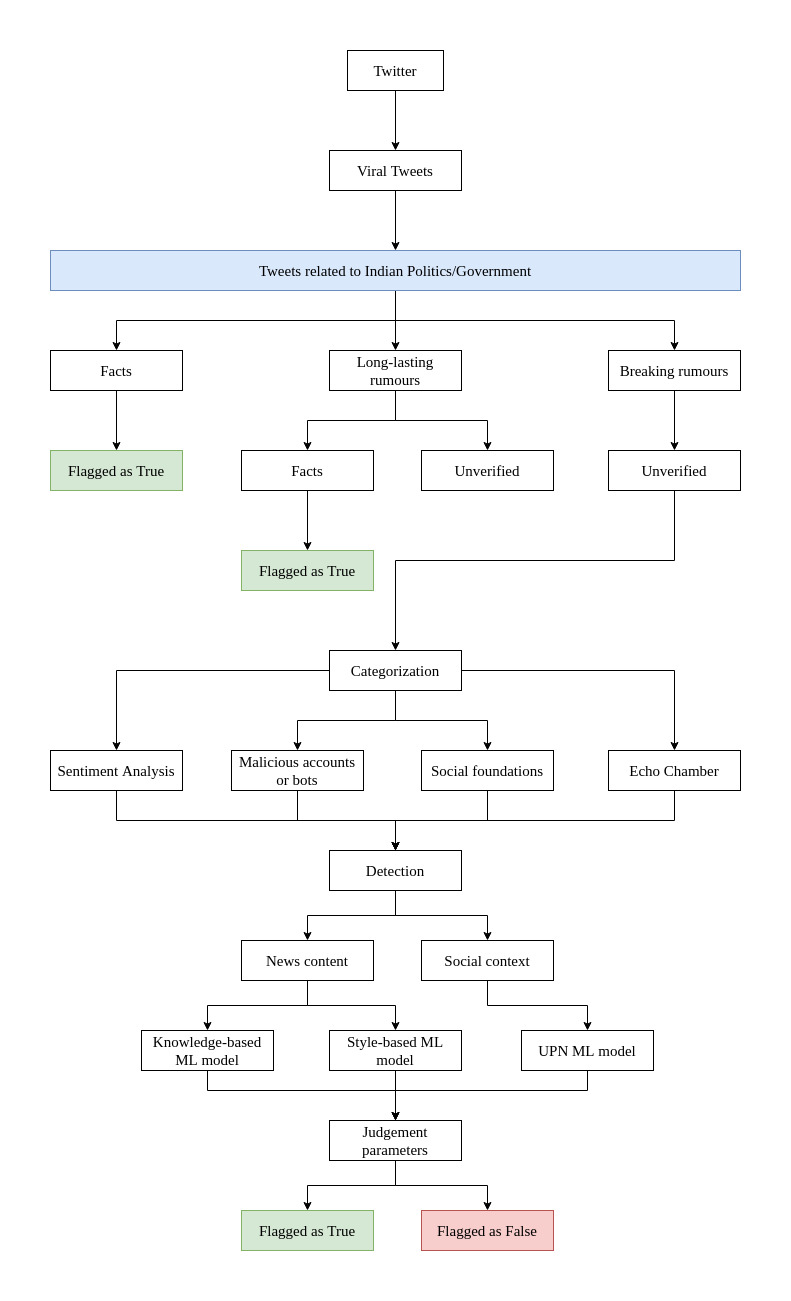 Twitter
Viral Tweets
Tweets related to Indian Politics/Government
Facts
Long-lasting
rumours
Breaking rumours
Flagged as True
Facts
Unverified
Unverified
Flagged as True
Categorization
Sentiment Analysis
Malicious accounts
or bots
Social foundations
Echo Chamber
Detection
News content
Social context
Knowledge-based
ML model
Style-based ML
model
UPN ML model
Judgement
parameters
Flagged as True
Flagged as False